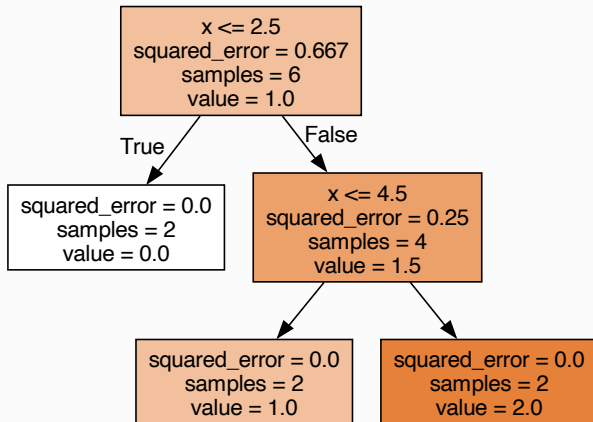 x <= 2.5
squared_error = 0.667
samples = 6
value = 1.0
True
False
squared_error = 0.0
samples = 2
value = 0.0
x <= 4.5
squared_error = 0.25
samples = 4
value = 1.5
squared_error = 0.0
samples = 2
value = 1.0
squared_error = 0.0
samples = 2
value = 2.0